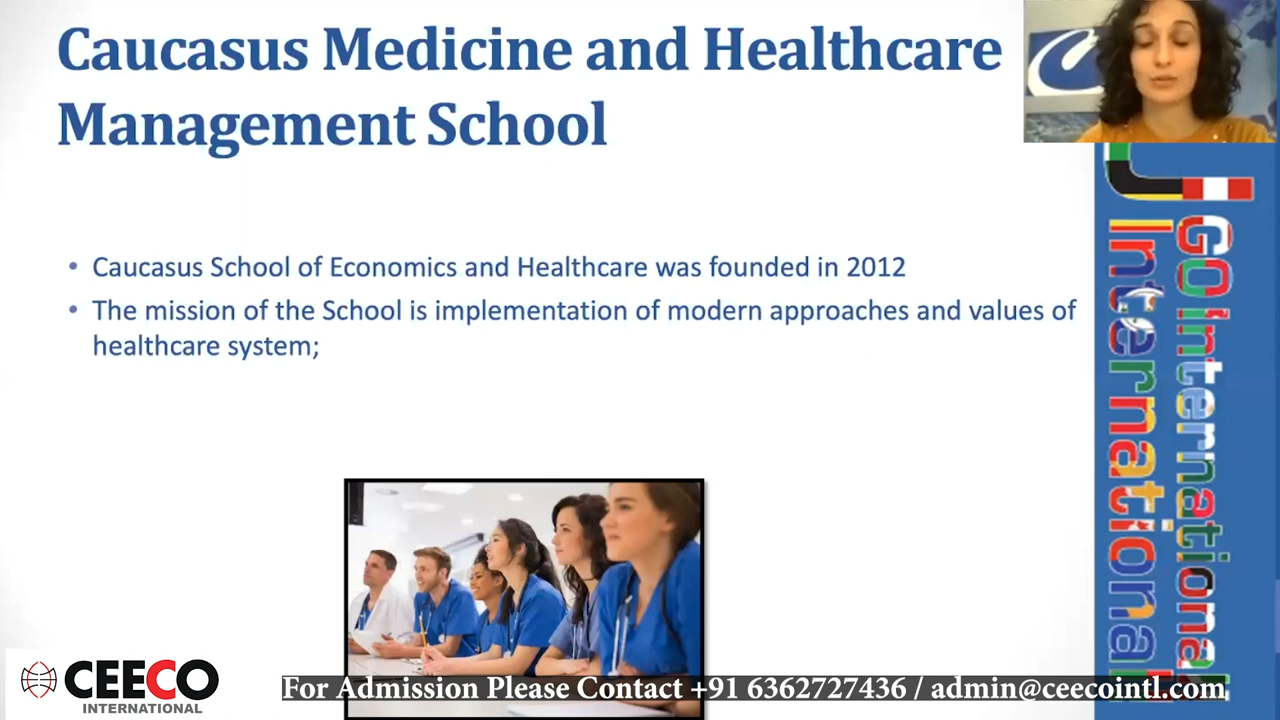 Caucasus Medicine and Healthcare
Management School
• Caucasus School of Economics and Healthcare was founded in 2012
• The mission of the School is implementation of modern approaches and values of
healthcare system;
International
GO International
CEECO
INTERNATIONAL
For Admission Please Contact +91 6362727436 / admin@ceecointl.com